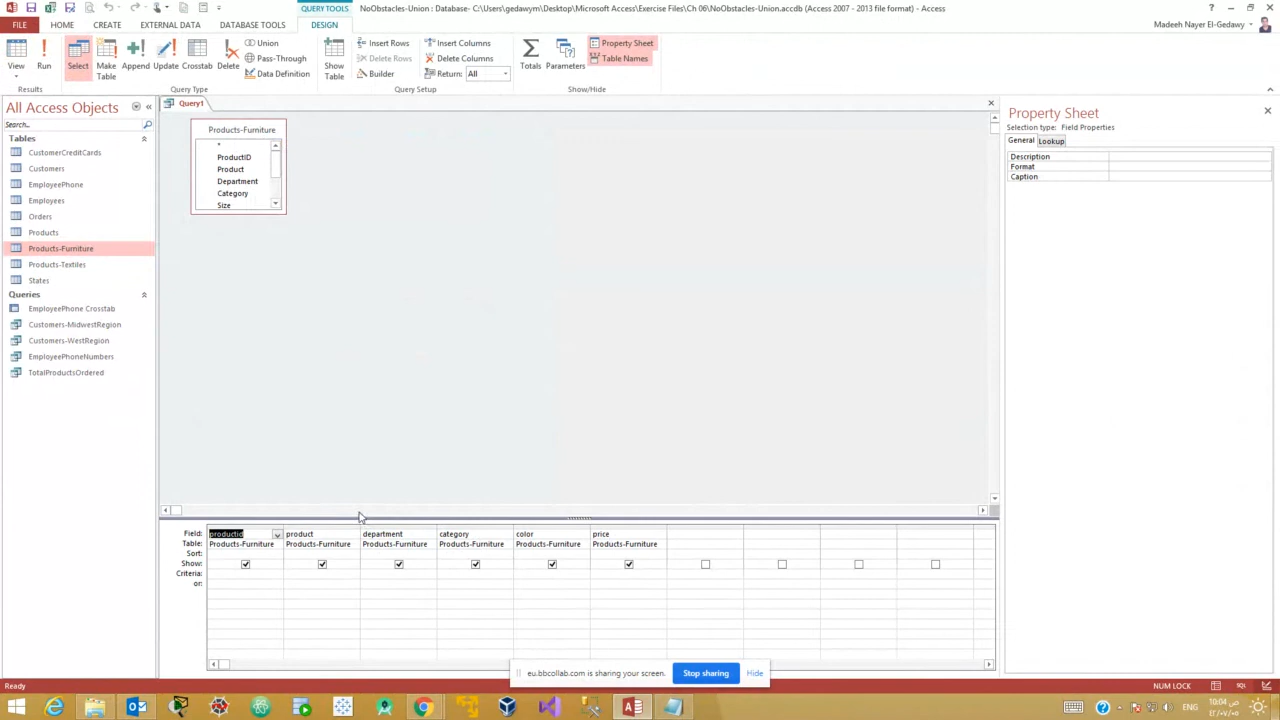 QUERY TOOLS
NoObstacles-Union : Database- C:\Users\gedawym\Desktop\Microsoft Access\Exercise Files\Ch 06\NoObstacles-Union.accdb (Access 2007 - 2013 file format) - Access
FILE HOME CREATE EXTERNAL DATA DATABASE TOOLS DESIGN
Madeeh Nayer El-Gedawy
View Run
Results
Select Make Table Append Update Crosstab Delete
Union
Pass-Through
Data Definition
Query Type
Show Table
Insert Rows
Delete Rows
Builder
Insert Columns
Delete Columns
Return: All
Query Setup
Totals Parameters
Property Sheet
Table Names
Show/Hide
All Access Objects
Search...
Tables
CustomerCreditCards
Customers
EmployeePhone
Employees
Orders
Products
Products-Furniture
Products-Textiles
States
Queries
EmployeePhone Crosstab
Customers-MidwestRegion
Customers-WestRegion
EmployeePhoneNumbers
TotalProductsOrdered
Query1
Products-Furniture
*
ProductID
Product
Department
Category
Size
Field: productid product department category color price
Table: Products-Furniture Products-Furniture Products-Furniture Products-Furniture Products-Furniture Products-Furniture
Sort:
Show:
Criteria:
or:
Property Sheet
Selection type: Field Properties
General Lookup
Description
Format
Caption
eu.bbcollab.com is sharing your screen. Stop sharing Hide
Ready
NUM LOCK
SQL
ENG
10:04 ص